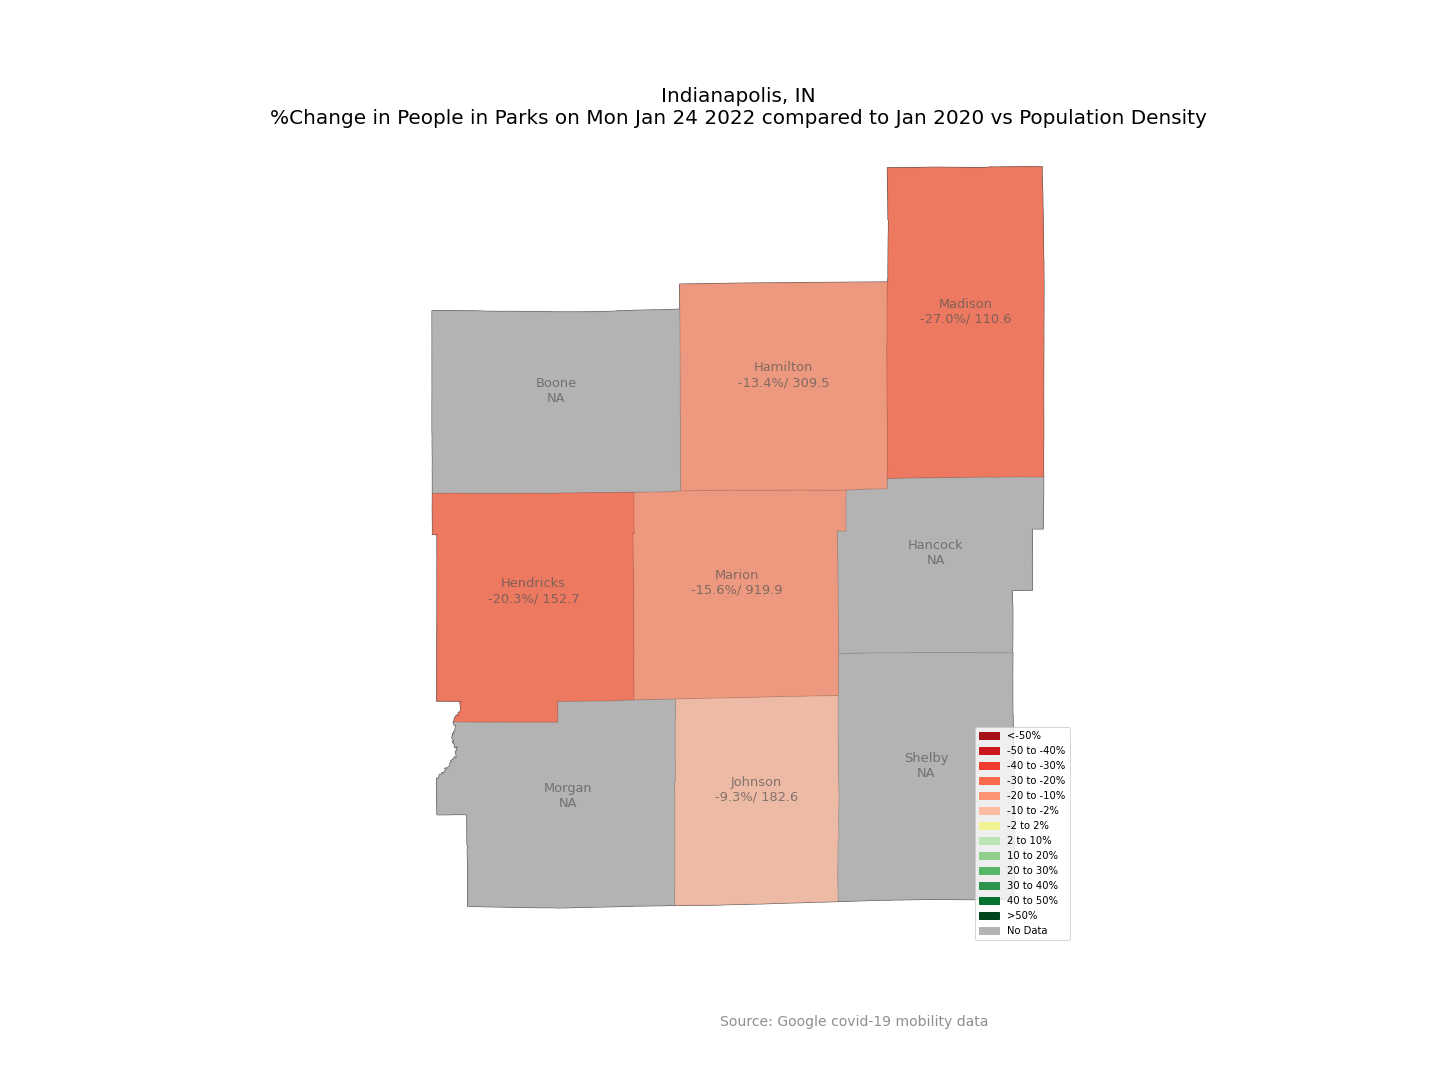 Indianapolis, IN
%Change in People in Parks on Mon Jan 24 2022 compared to Jan 2020 vs Population Density
Madison
-27.0%/ 110.6
Hamilton
-13.4%/ 309.5
Boone
NA
Hancock
NA
Marion
-15.6%/ 919.9
Hendricks
-20.3%/ 152.7
Shelby
NA
Johnson
-9.3%/ 182.6
Morgan
NA
<-50%
-50 to -40%
-40 to -30%
-30 to -20%
-20 to -10%
-10 to -2%
-2 to 2%
2 to 10%
10 to 20%
20 to 30%
30 to 40%
40 to 50%
>50%
No Data
Source: Google covid-19 mobility data